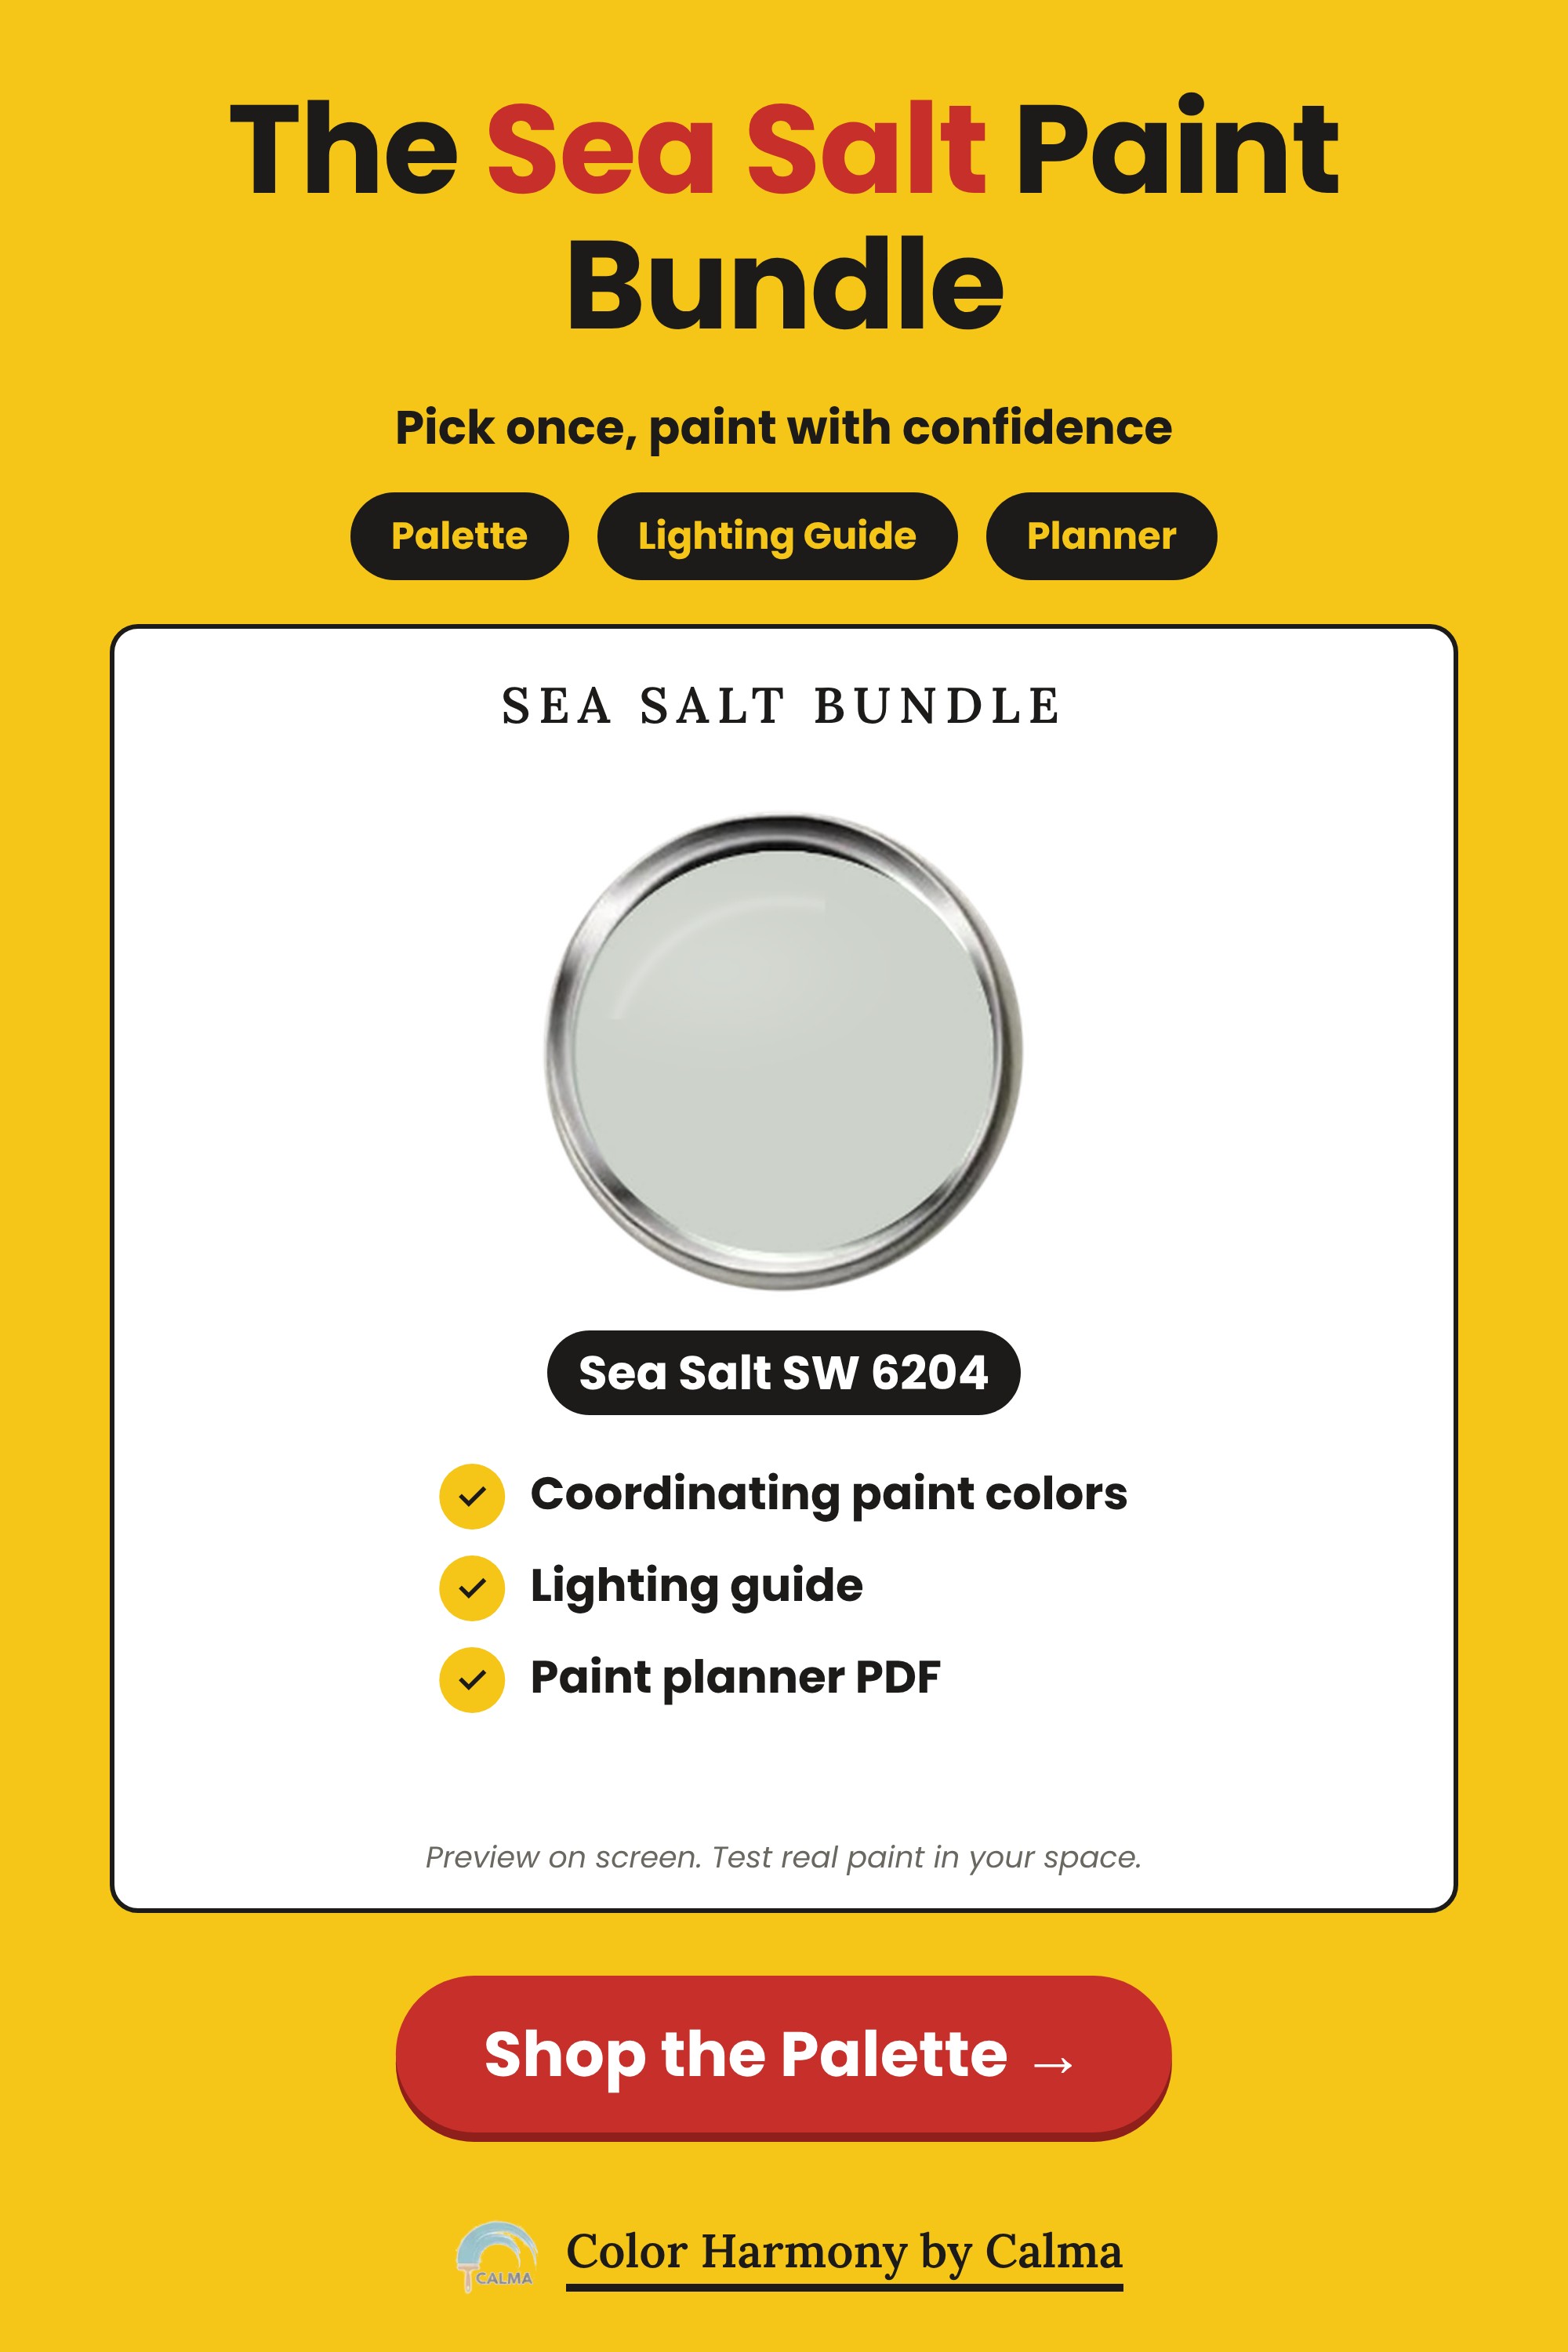 The Sea Salt Paint
Bundle
Pick once, paint with confidence
Palette
Lighting Guide
Planner
SEA SALT BUNDLE
Sea Salt SW 6204
Coordinating paint colors
Lighting guide
Paint planner PDF
Preview on screen. Test real paint in your space.
Shop the Palette →
CALMA
Color Harmony by Calma